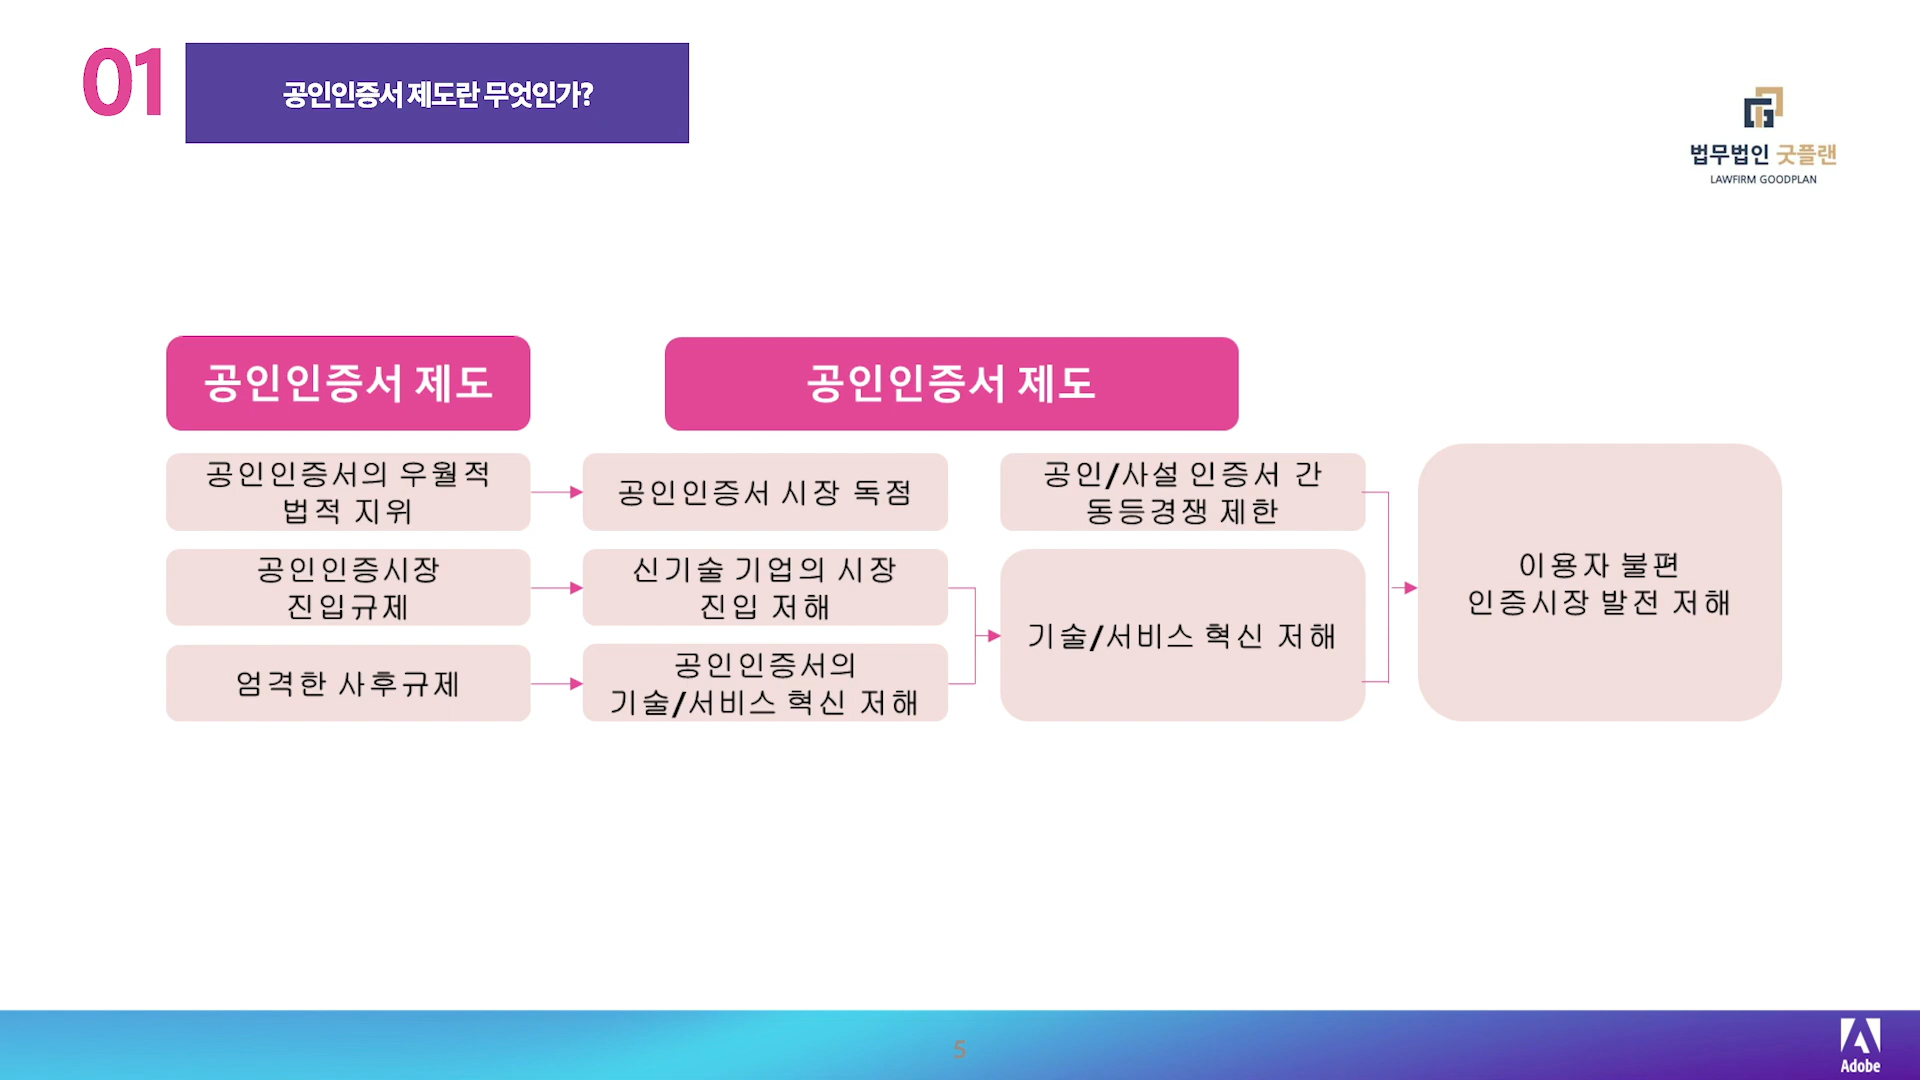 01
공인인증서 제도란 무엇인가?
법무법인 굿플랜
LAWFIRM GOODPLAN
공인인증서 제도
공인인증서 제도
공인인증서의 우월적
법적 지위
공인인증서 시장 독점
공인/사설 인증서 간
동등경쟁 제한
공인인증시장
진입규제
신기술 기업의 시장
진입 저해
기술/서비스 혁신 저해
이용자 불편
인증시장 발전 저해
엄격한 사후규제
공인인증서의
기술/서비스 혁신 저해
5
Adobe